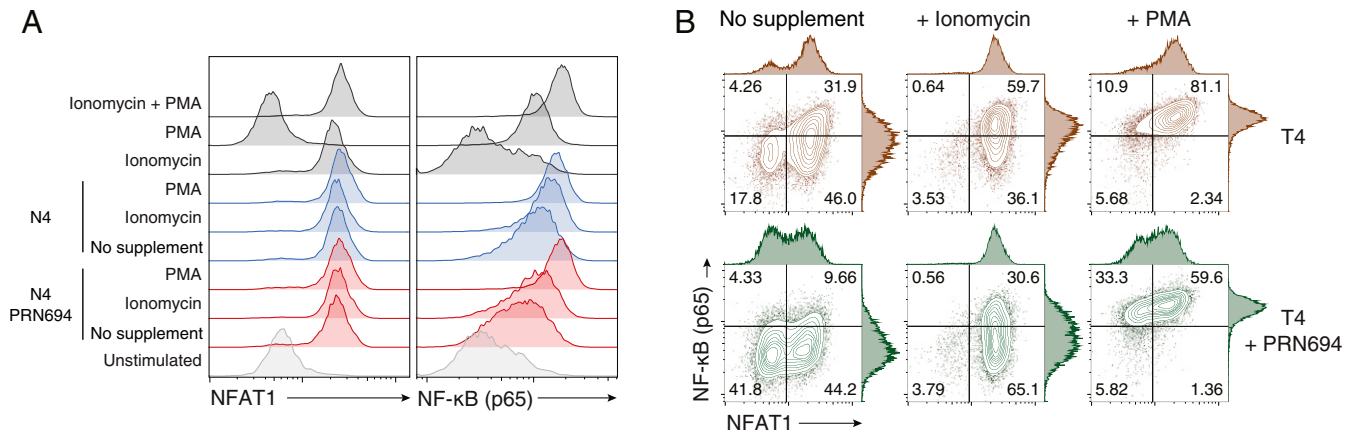 A
Ionomycin + PMA
PMA
Ionomycin
N4
PMA
Ionomycin
No supplement
N4
PRN694
PMA
Ionomycin
No supplement
Unstimulated
NFAT1
NF-κB (p65)
B
No supplement
+ Ionomycin
+ PMA
4.26 31.9
17.8 46.0
0.64 59.7
3.53 36.1
10.9 81.1
5.68 2.34
T4
4.33 9.66
41.8 44.2
0.56 30.6
3.79 65.1
33.3 59.6
5.82 1.36
T4
+ PRN694
NF-κB (p65)
NFAT1